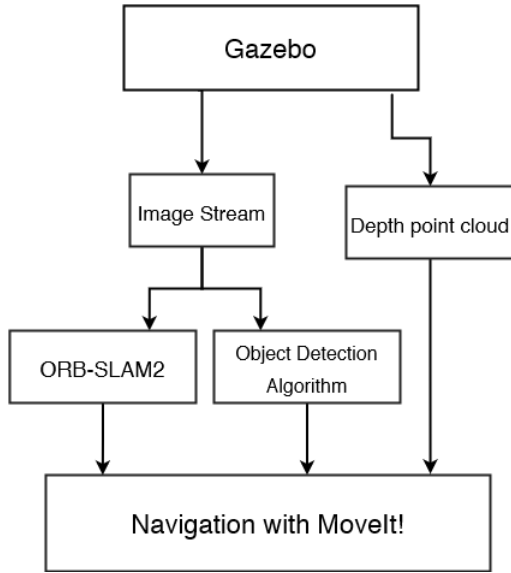 Gazebo
Image Stream
Depth point cloud
ORB-SLAM2
Object Detection
Algorithm
Navigation with MoveIt!